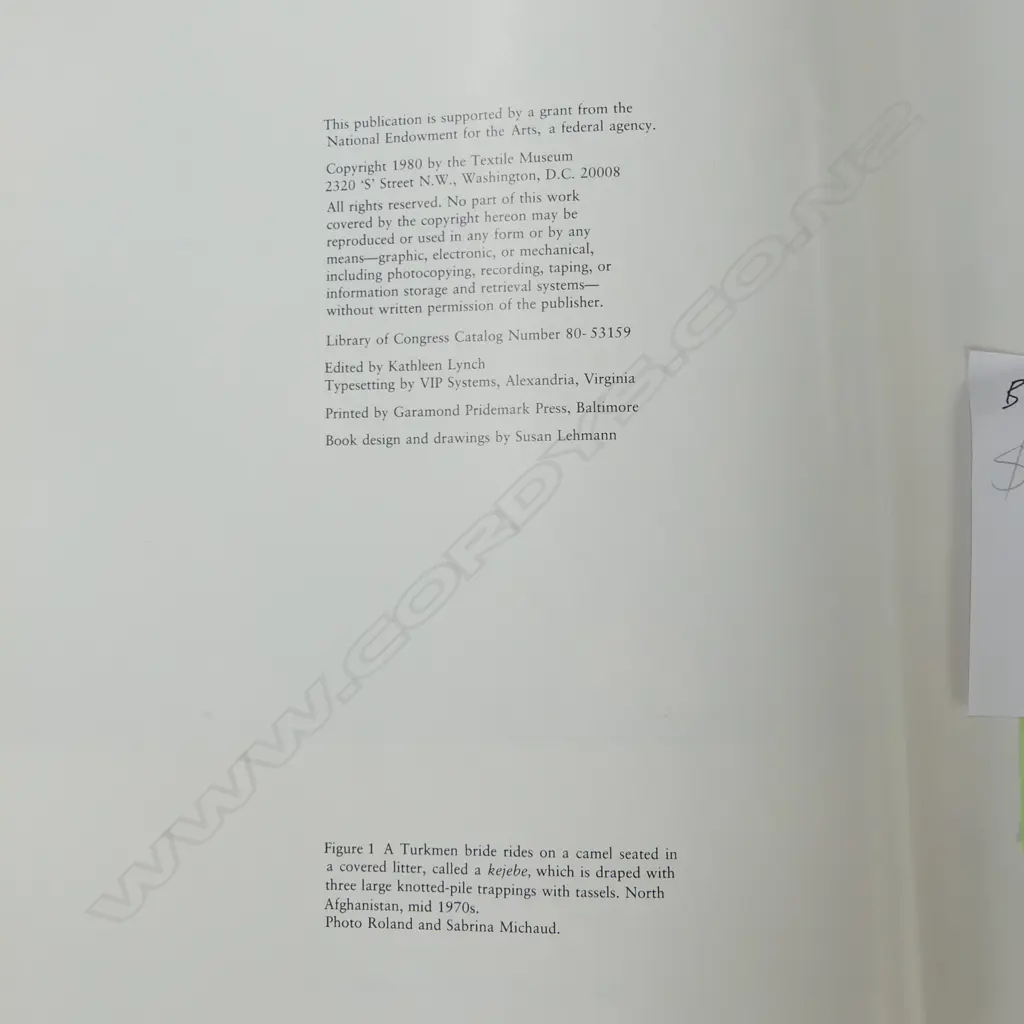 This publication is supported by a grant from the
National Endowment for the Arts, a federal agency.
Copyright 1980 by the Textile Museum
2320 'S' Street N.W., Washington, D.C. 20008
All rights reserved. No part of this work
covered by the copyright hereon may be
reproduced or used in any form or by any
means—graphic, electronic, or mechanical,
including photocopying, recording, taping, or
information storage and retrieval systems—
without written permission of the publisher.
Library of Congress Catalog Number 80- 53159
Edited by Kathleen Lynch
Typesetting by VIP Systems, Alexandria, Virginia
Printed by Garamond Pridemark Press, Baltimore
Book design and drawings by Susan Lehmann
WWW.CORDYS.CO.NZ
B
$
Figure 1 A Turkmen bride rides on a camel seated in
a covered litter, called a kejebe, which is draped with
three large knotted-pile trappings with tassels. North
Afghanistan, mid 1970s.
Photo Roland and Sabrina Michaud.